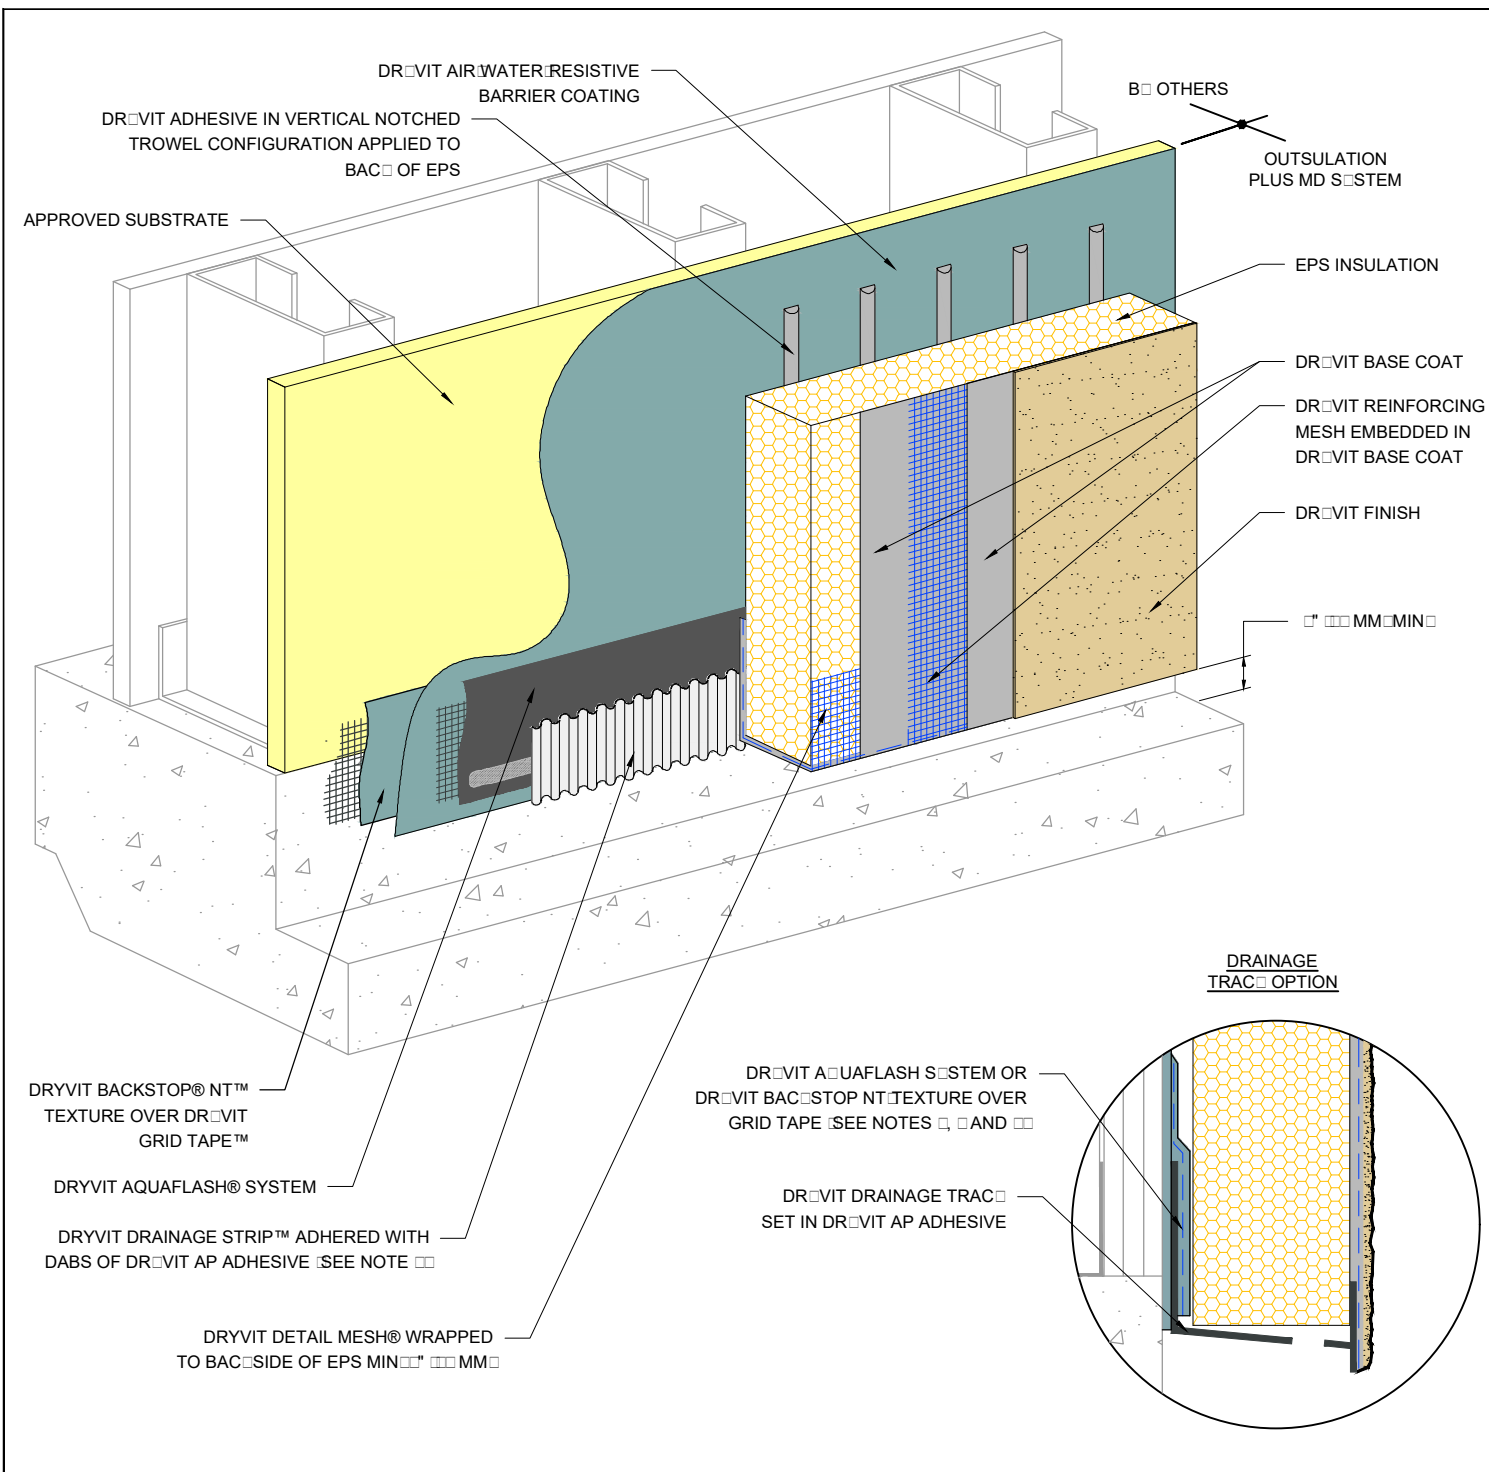 DR□VIT AIR□WATER□RESISTIVE
BARRIER COATING
B□ OTHERS
DR□VIT ADHESIVE IN VERTICAL NOTCHED
TROWEL CONFIGURATION APPLIED TO
BAC□ OF EPS
OUTSULATION
PLUS MD S□STEM
APPROVED SUBSTRATE
EPS INSULATION
DR□VIT BASE COAT
DR□VIT REINFORCING
MESH EMBEDDED IN
DR□VIT BASE COAT
DR□VIT FINISH
□" □□□ MM□MIN□
DRAINAGE
TRAC□ OPTION
DRYVIT BACKSTOP® NT™
TEXTURE OVER DR□VIT
GRID TAPE™
DRYVIT AQUAFLASH® SYSTEM
DRYVIT DRAINAGE STRIP™ ADHERED WITH
DABS OF DR□VIT AP ADHESIVE □SEE NOTE □□
DRYVIT DETAIL MESH® WRAPPED
TO BAC□SIDE OF EPS MIN□□" □□□ MM□
DR□VIT A□UAFLASH S□STEM OR
DR□VIT BAC□STOP NT□TEXTURE OVER
GRID TAPE □SEE NOTES □, □ AND □□
DR□VIT DRAINAGE TRAC□
SET IN DR□VIT AP ADHESIVE